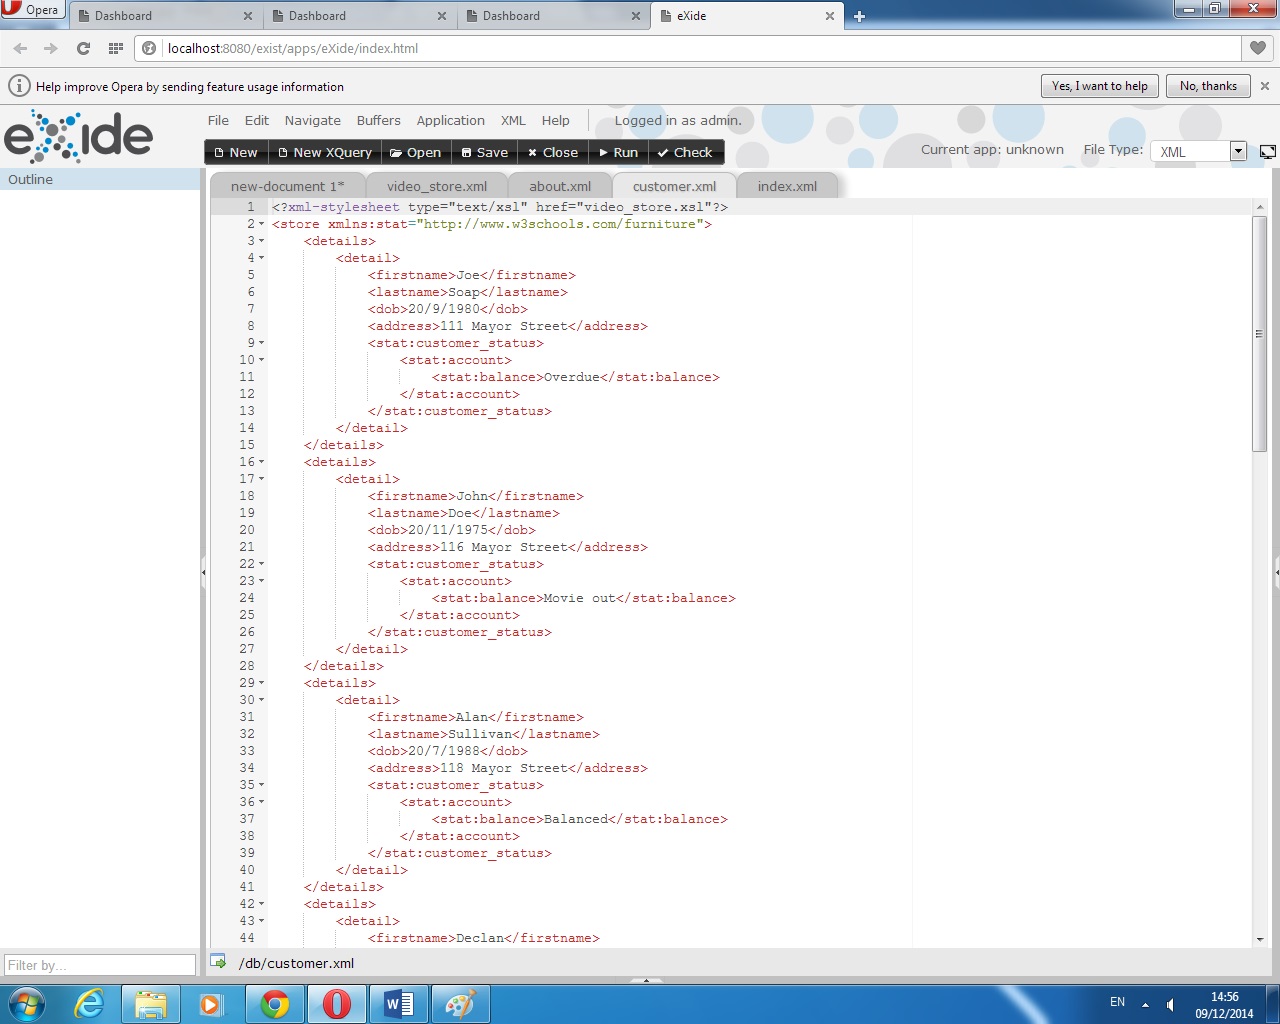 Opera
Dashboard
Dashboard
Dashboard
eXide
localhost:8080/exist/apps/eXide/index.html
Help improve Opera by sending feature usage information
Yes, I want to help
No, thanks
eXide
File Edit Navigate Buffers Application XML Help Logged in as admin.
New New XQuery Open Save Close Run Check
Current app: unknown File Type: XML
Outline
new-document 1* video_store.xml about.xml customer.xml index.xml
1 <?xml-stylesheet type="text/xsl" href="video_store.xsl"?>
2 <store xmlns:stat="http://www.w3schools.com/furniture">
3 <details>
4 <detail>
5 <firstname>Joe</firstname>
6 <lastname>Soap</lastname>
7 <dob>20/9/1980</dob>
8 <address>111 Mayor Street</address>
9 <stat:customer_status>
10 <stat:account>
11 <stat:balance>Overdue</stat:balance>
12 </stat:account>
13 </stat:customer_status>
14 </detail>
15 </details>
16 <details>
17 <detail>
18 <firstname>John</firstname>
19 <lastname>Doe</lastname>
20 <dob>20/11/1975</dob>
21 <address>116 Mayor Street</address>
22 <stat:customer_status>
23 <stat:account>
24 <stat:balance>Movie out</stat:balance>
25 </stat:account>
26 </stat:customer_status>
27 </detail>
28 </details>
29 <details>
30 <detail>
31 <firstname>Alan</firstname>
32 <lastname>Sullivan</lastname>
33 <dob>20/7/1988</dob>
34 <address>118 Mayor Street</address>
35 <stat:customer_status>
36 <stat:account>
37 <stat:balance>Balanced</stat:balance>
38 </stat:account>
39 </stat:customer_status>
40 </detail>
41 </details>
42 <details>
43 <detail>
44 <firstname>Declan</firstname>
Filter by...
/db/customer.xml
EN
14:56
09/12/2014